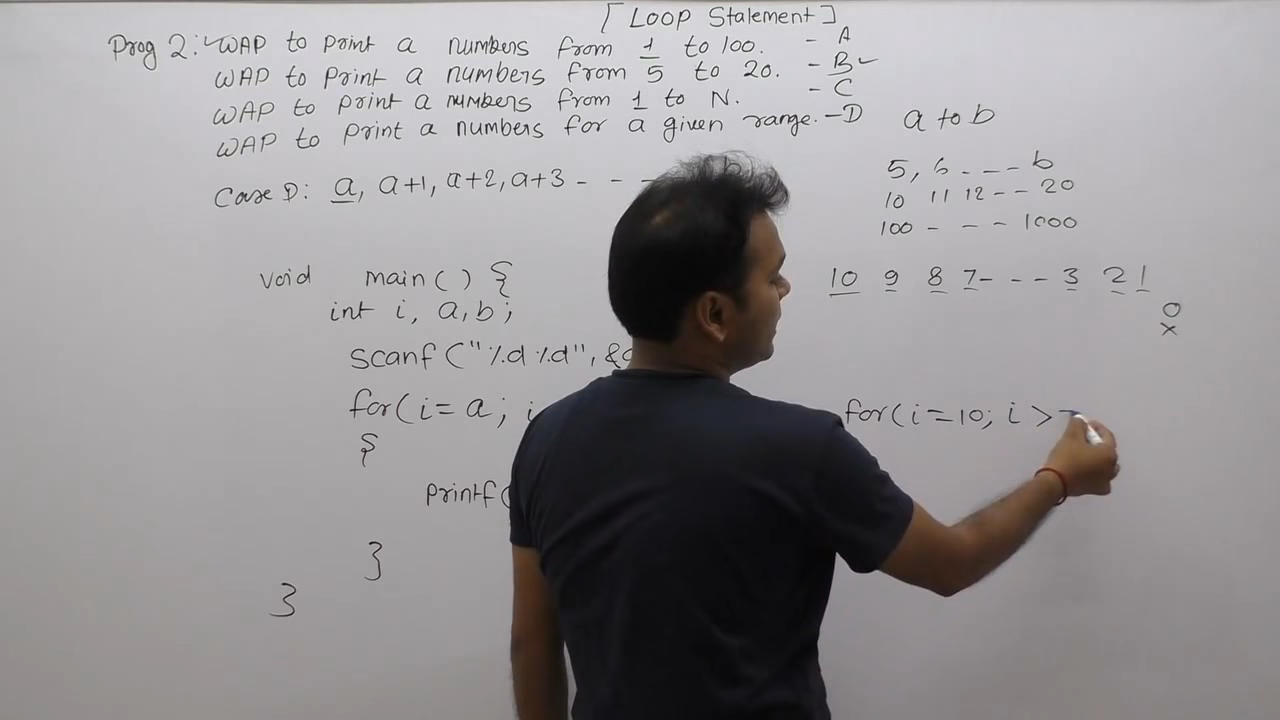 [Loop Statement]
Prog 2: WAP to print a numbers from 1 to 100. - A
WAP to print a numbers from 5 to 20. - B
WAP to print a numbers from 1 to N. - C
WAP to print a numbers for a given range. - D
a to b
5, 6 - - - b
10 11 12 - - 20
100 - - - 1000
Case D: a, a+1, a+2, a+3 - - - b
10 9 8 7 - - - 3 2 1
0
x
void main() {
int i, a, b;
scanf("%d %d", &
for(i=a; i
{
printf(
}
}
for(i=10; i >